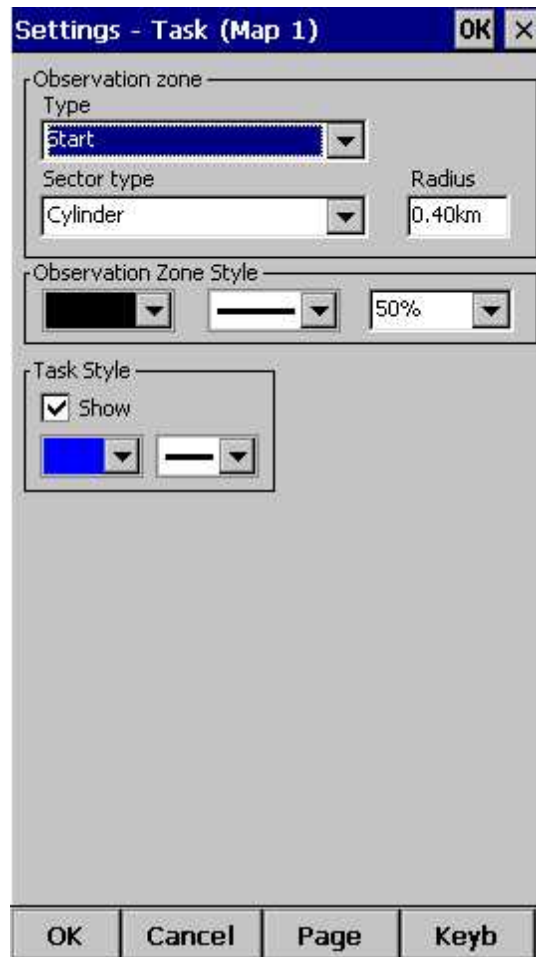 Settings - Task (Map 1) OK ×
Observation zone
Type
Start
Sector type Radius
Cylinder 0.40km
Observation Zone Style
50%
Task Style
Show
OK Cancel Page Keyb